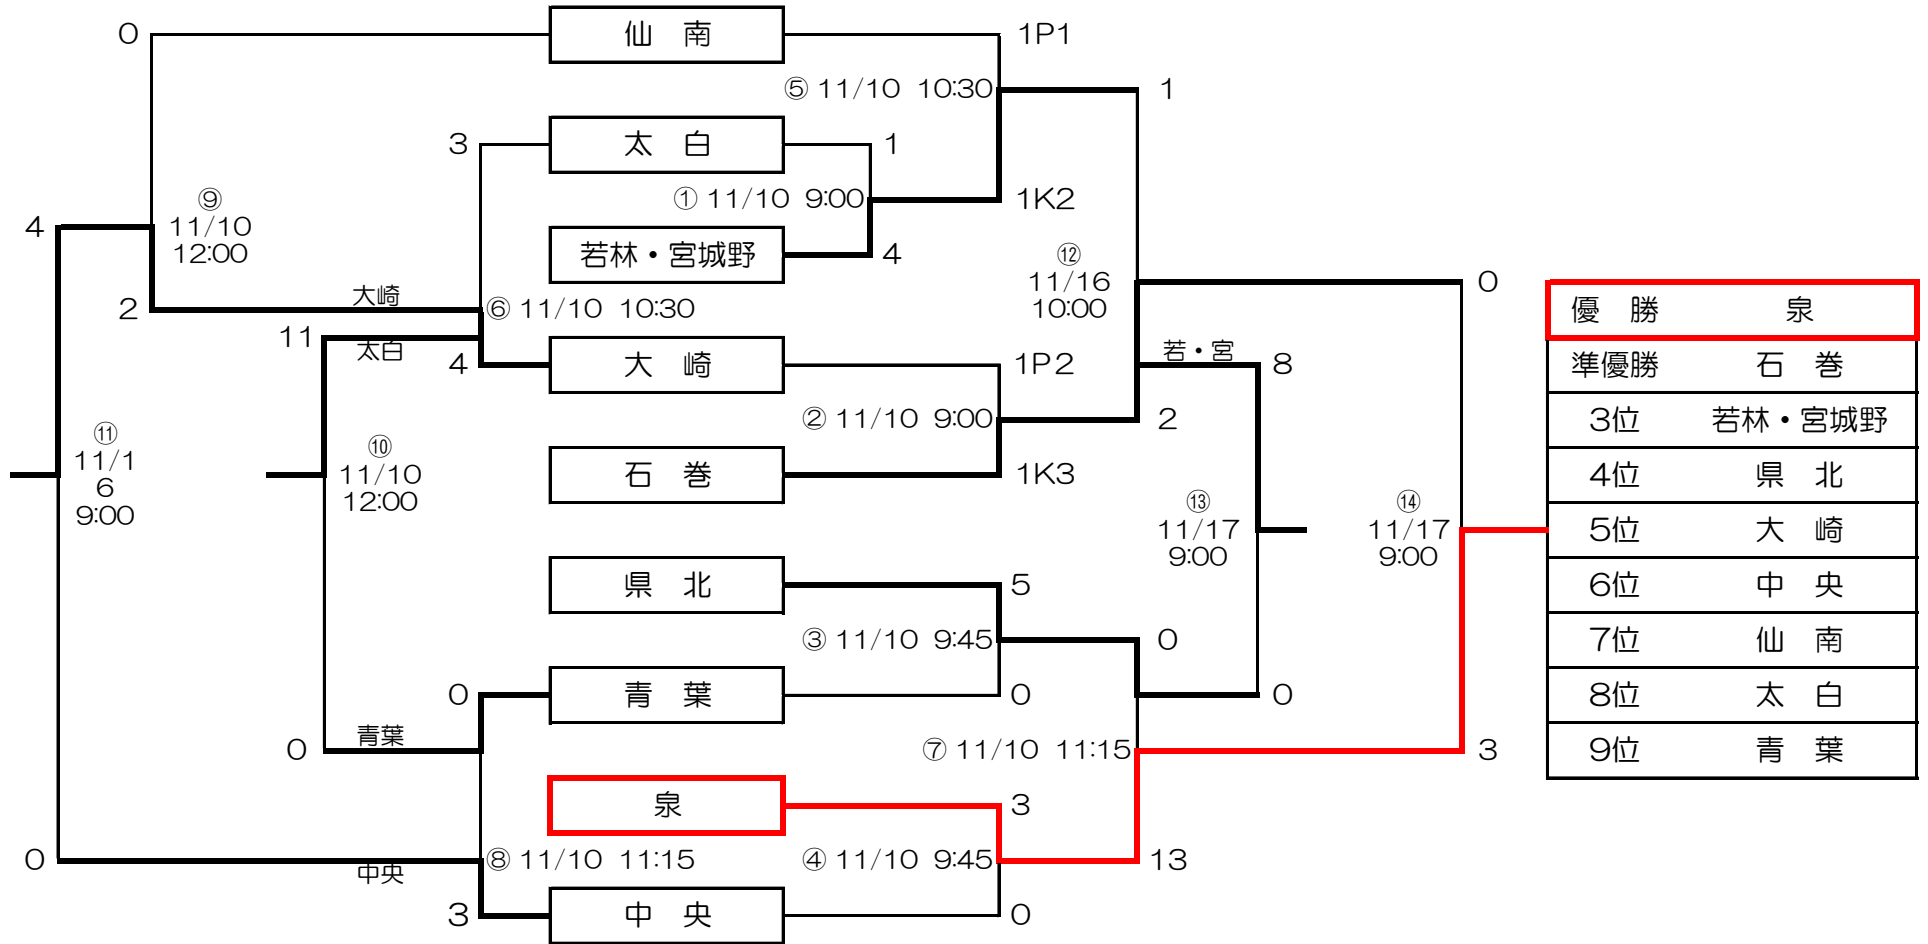 0
仙 南
1P1
⑤ 11/10 10:30
1
3
太 白
1
① 11/10 9:00
1K2
⑨
11/10
12:00
4
若林・宮城野
4
⑫
11/16
10:00
2
大崎
⑥ 11/10 10:30
0
11
太白
4
大 崎
1P2
若・宮
8
② 11/10 9:00
2
⑪
11/1
6
9:00
⑩
11/10
12:00
石 巻
1K3
⑬
11/17
9:00
⑭
11/17
9:00
県 北
5
③ 11/10 9:45
0
0
青 葉
0
0
0
青葉
⑦ 11/10 11:15
3
泉
3
0
中央
⑧ 11/10 11:15
④ 11/10 9:45
13
3
中 央
0
優 勝 泉
準優勝 石 巻
3位 若林・宮城野
4位 県 北
5位 大 崎
6位 中 央
7位 仙 南
8位 太 白
9位 青 葉